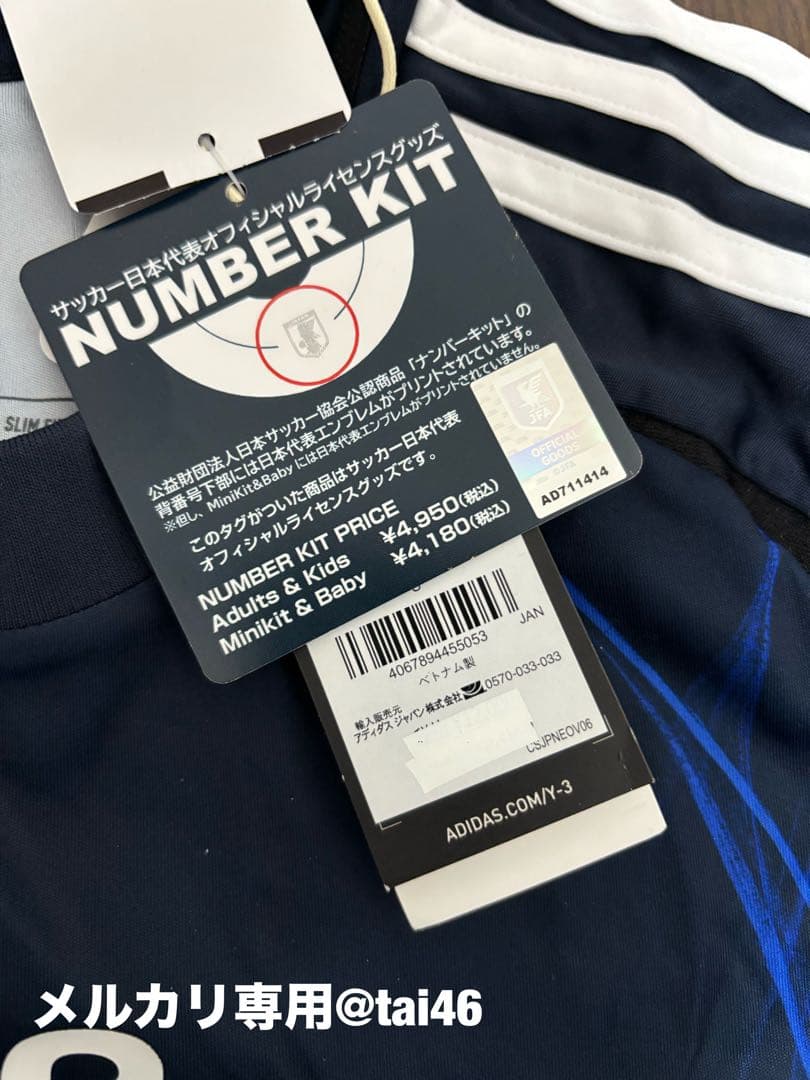 サッカー日本代表オフィシャルライセンスグッズ
NUMBER KIT
公益財団法人日本サッカー協会公認商品「ナンバーキット」の
背番号下部には日本代表エンブレムがプリントされています。
※但し、MiniKit&Babyには日本代表エンブレムがプリントされていません。
このタグがついた商品はサッカー日本代表
オフィシャルライセンスグッズです。
NUMBER KIT PRICE
Adults & Kids ¥4,950(税込)
Minikit & Baby ¥4,180(税込)
JFA
OFFICIAL
GOODS
AD711414
SLIM
JAN
4067894455053
ベトナム製
輸入販売元
アディダス ジャパン株式会社 0570-033-033
CSJPNEOV06
ADIDAS.COM/Y-3
メルカリ専用@tai46